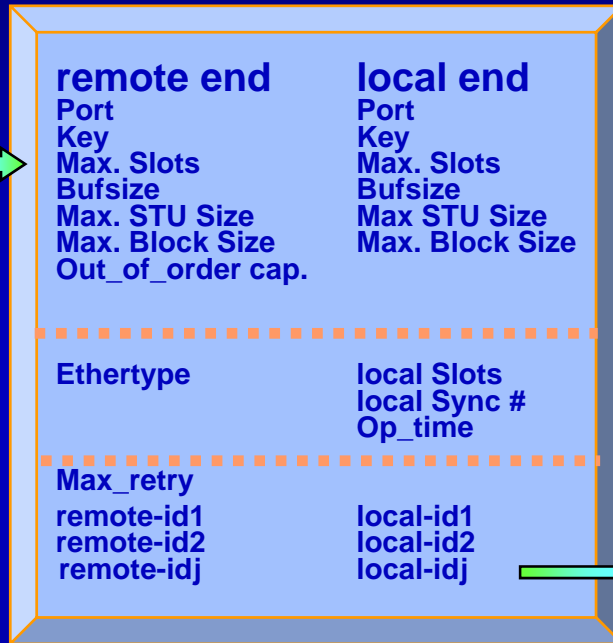 remote end local end
Port Port
Key Key
Max. Slots Max. Slots
Bufsize Bufsize
Max. STU Size Max STU Size
Max. Block Size Max. Block Size
Out_of_order cap.
Ethertype local Slots
local Sync #
Op_time
Max_retry
remote-id1 local-id1
remote-id2 local-id2
remote-idj local-idj